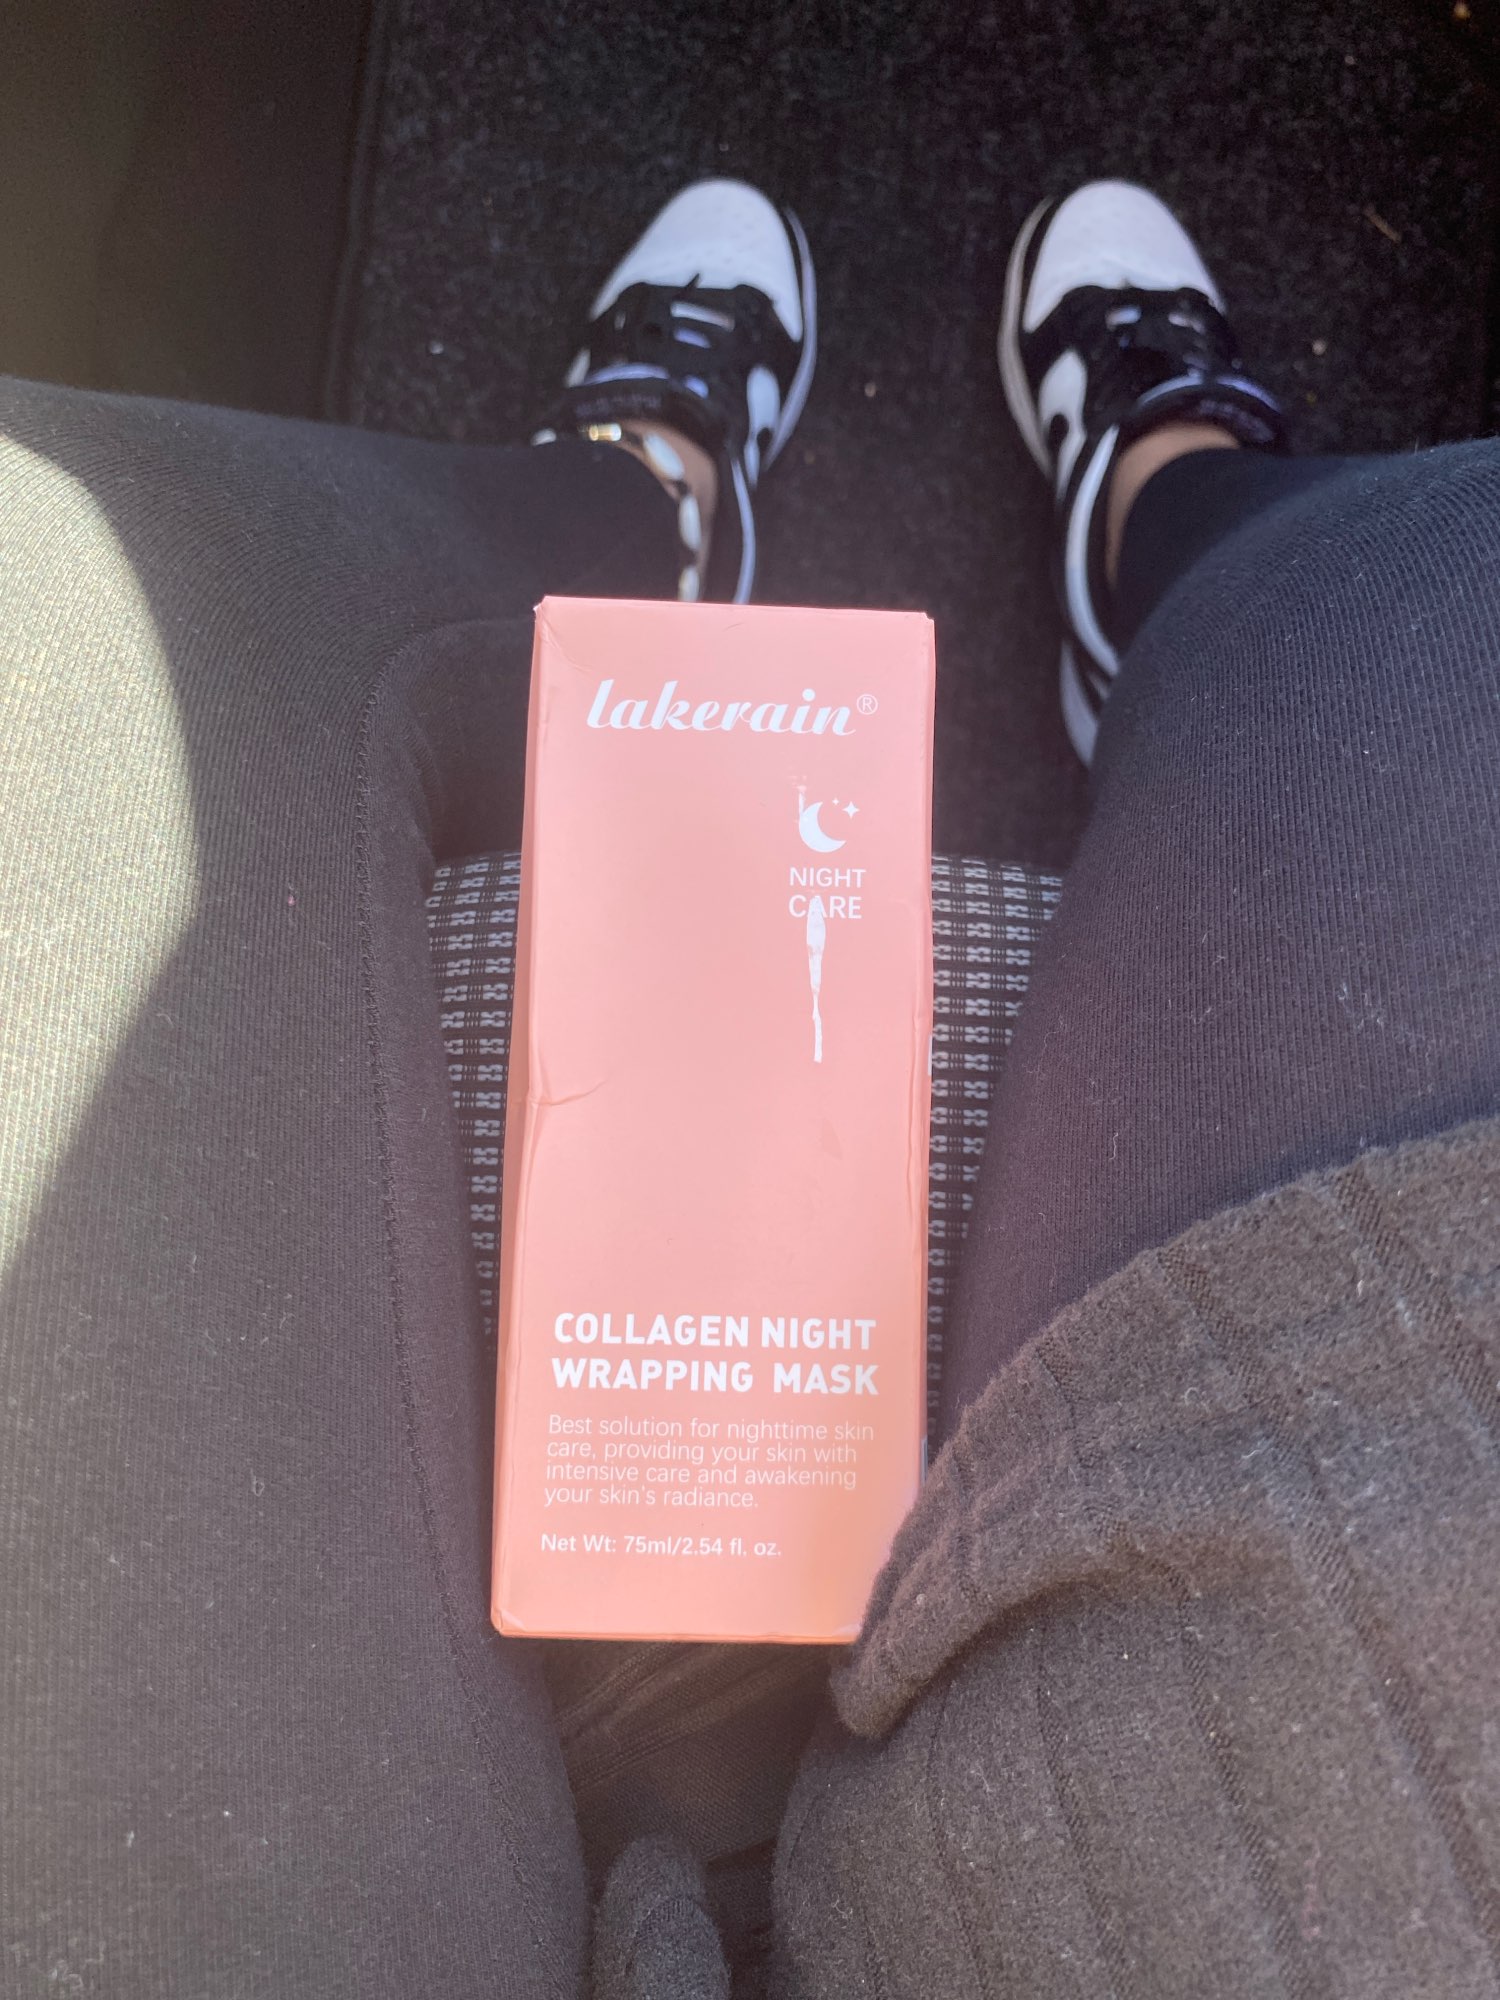 lakerain®
NIGHT
CARE
COLLAGEN NIGHT
WRAPPING MASK
Best solution for nighttime skin
care, providing your skin with
intensive care and awakening
your skin's radiance.
Net Wt: 75ml/2.54 fl. oz.